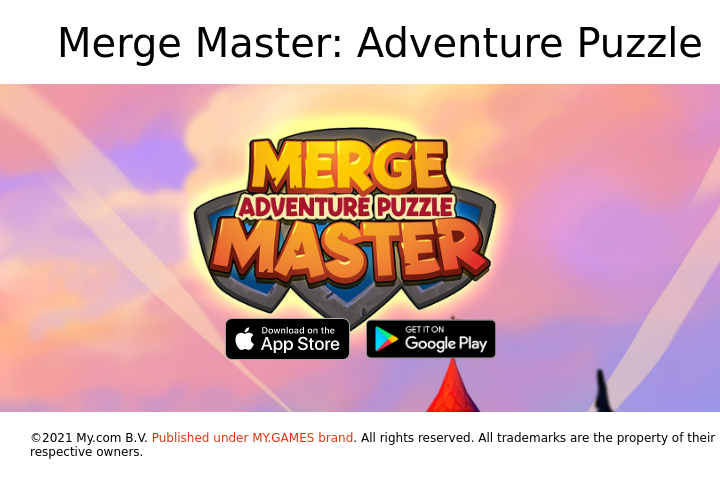 Merge Master: Adventure Puzzle
MERGE
ADVENTURE PUZZLE
MASTER
Download on the
App Store
GET IT ON
Google Play
©2021 My.com B.V. Published under MY.GAMES brand. All rights reserved. All trademarks are the property of their
respective owners.